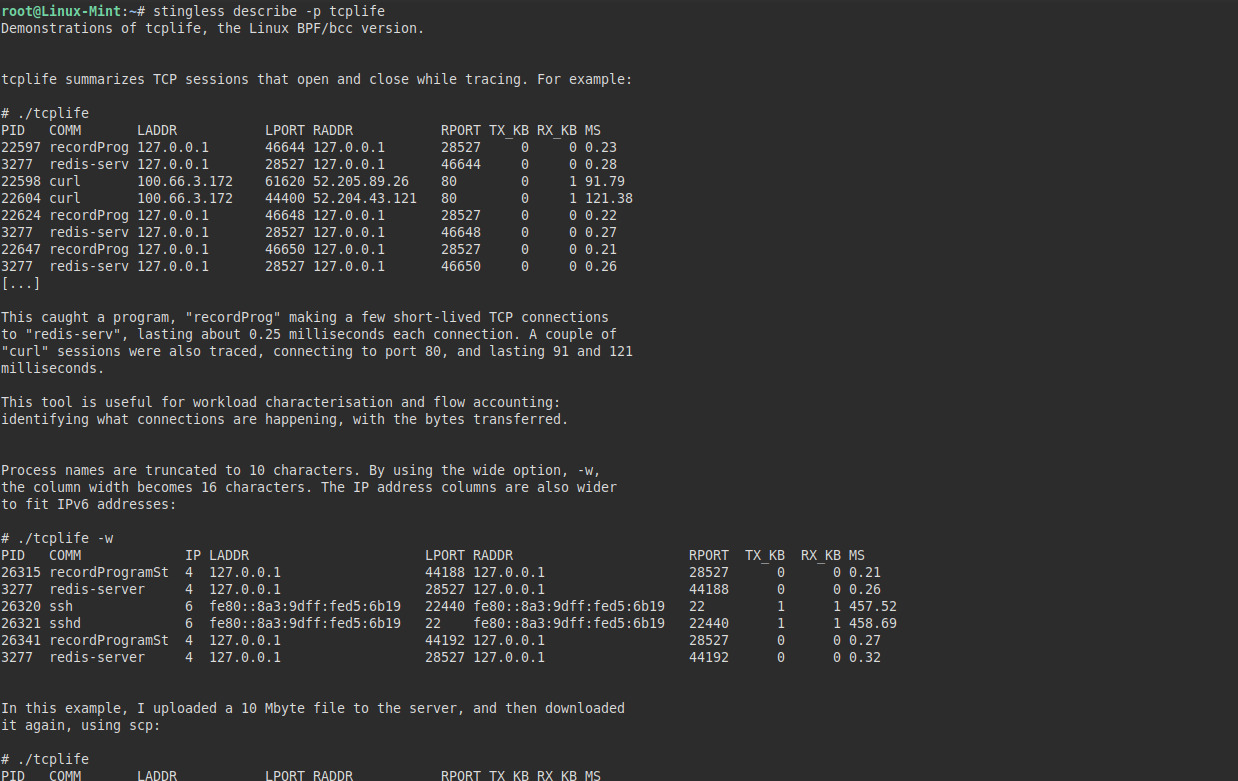 root@Linux-Mint:~# stingless describe -p tcplife
Demonstrations of tcplife, the Linux BPF/bcc version.
tcplife summarizes TCP sessions that open and close while tracing. For example:
# ./tcplife
PID   COMM       LADDR           LPORT RADDR           RPORT TX_KB RX_KB MS
22597 recordProg 127.0.0.1       46644 127.0.0.1       28527     0     0 0.23
3277  redis-serv 127.0.0.1       28527 127.0.0.1       46644     0     0 0.28
22598 curl       100.66.3.172    61620 52.205.89.26    80        0     1 91.79
22604 curl       100.66.3.172    44400 52.204.43.121   80        0     1 121.38
22624 recordProg 127.0.0.1       46648 127.0.0.1       28527     0     0 0.22
3277  redis-serv 127.0.0.1       28527 127.0.0.1       46648     0     0 0.27
22647 recordProg 127.0.0.1       46650 127.0.0.1       28527     0     0 0.21
3277  redis-serv 127.0.0.1       28527 127.0.0.1       46650     0     0 0.26
[...]
This caught a program, "recordProg" making a few short-lived TCP connections
to "redis-serv", lasting about 0.25 milliseconds each connection. A couple of
"curl" sessions were also traced, connecting to port 80, and lasting 91 and 121
milliseconds.
This tool is useful for workload characterisation and flow accounting:
identifying what connections are happening, with the bytes transferred.
Process names are truncated to 10 characters. By using the wide option, -w,
the column width becomes 16 characters. The IP address columns are also wider
to fit IPv6 addresses:
# ./tcplife -w
PID   COMM             IP LADDR                      LPORT RADDR                      RPORT  TX_KB  RX_KB MS
26315 recordProgramSt  4  127.0.0.1                  44188 127.0.0.1                  28527      0      0 0.21
3277  redis-server     4  127.0.0.1                  28527 127.0.0.1                  44188      0      0 0.26
26320 ssh              6  fe80::8a3:9dff:fed5:6b19   22440 fe80::8a3:9dff:fed5:6b19   22         1      1 457.52
26321 sshd             6  fe80::8a3:9dff:fed5:6b19   22    fe80::8a3:9dff:fed5:6b19   22440      1      1 458.69
26341 recordProgramSt  4  127.0.0.1                  44192 127.0.0.1                  28527      0      0 0.27
3277  redis-server     4  127.0.0.1                  28527 127.0.0.1                  44192      0      0 0.32
In this example, I uploaded a 10 Mbyte file to the server, and then downloaded
it again, using scp:
# ./tcplife
PID   COMM       LADDR           LPORT RADDR           RPORT TX_KB RX_KB MS